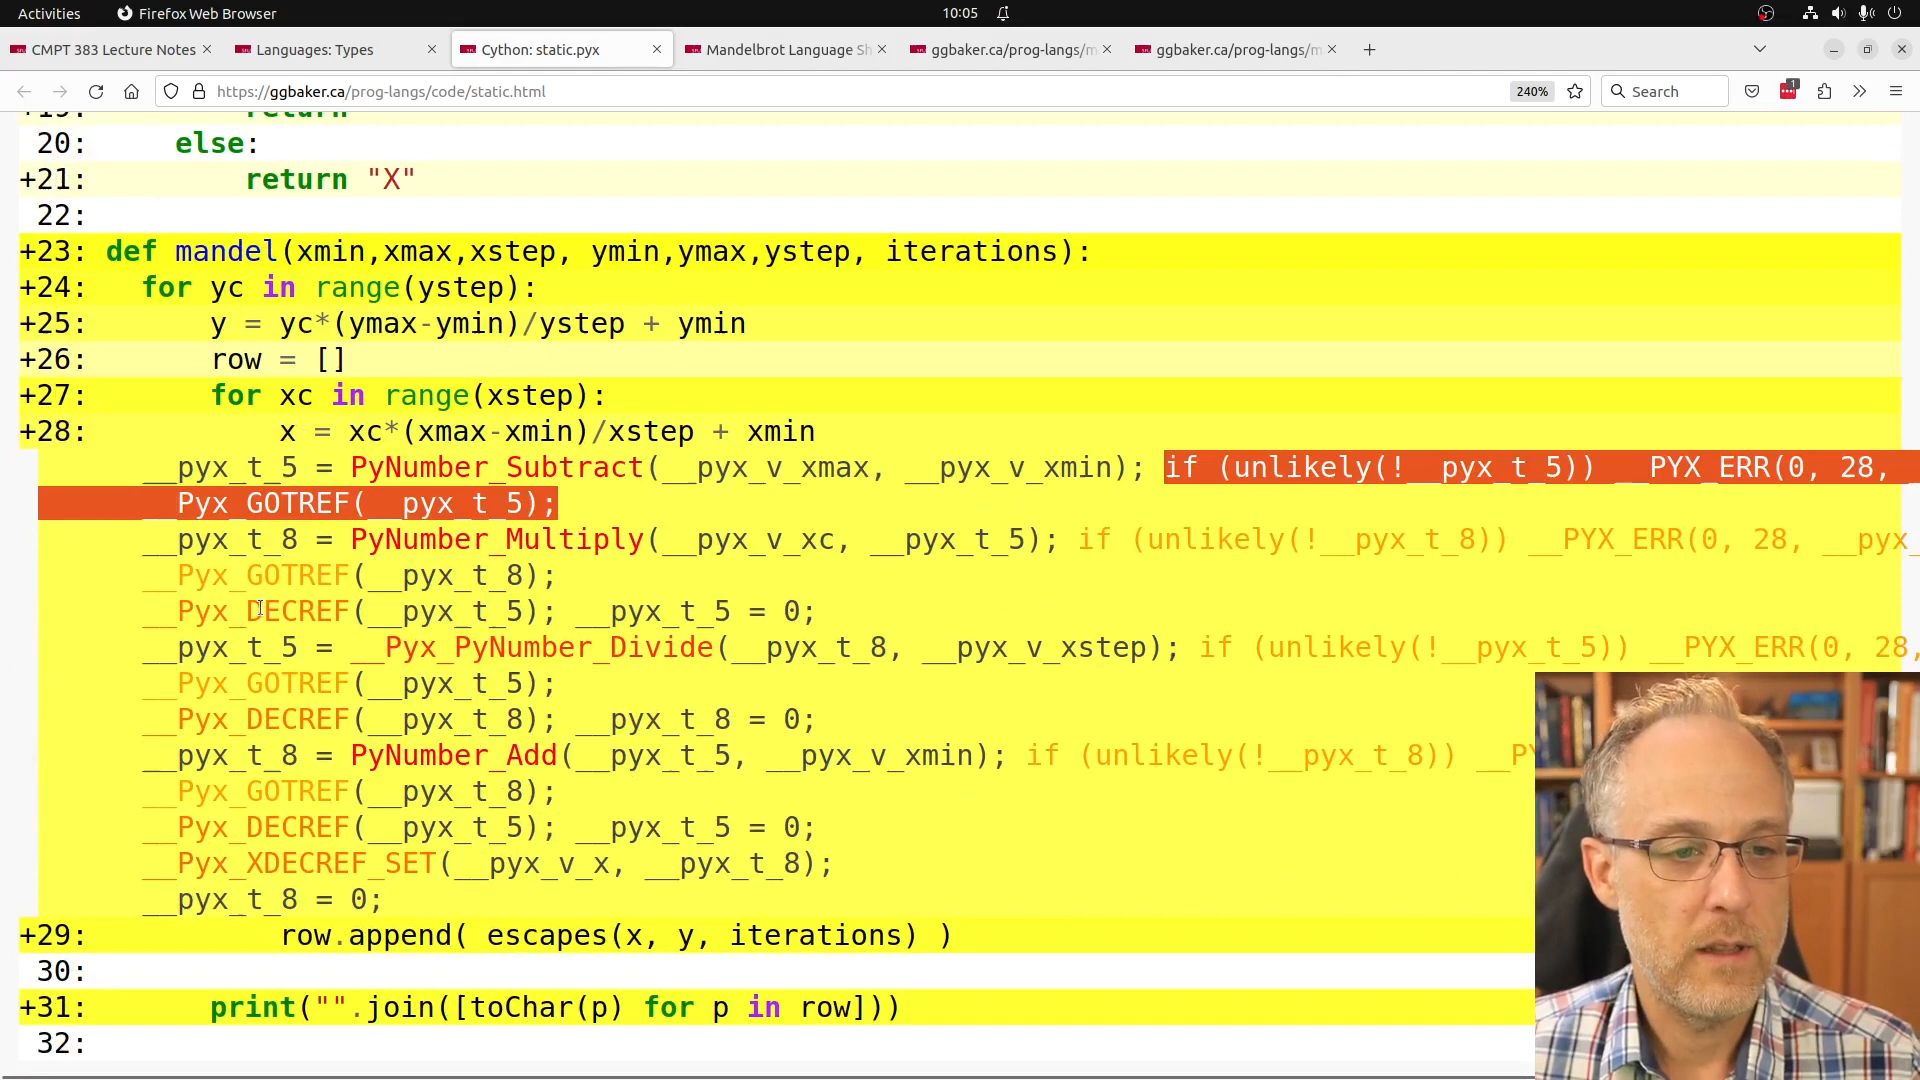 Activities
Firefox Web Browser
10:05
CMPT 383 Lecture Notes
Languages: Types
Cython: static.pyx
Mandelbrot Language Sh
ggbaker.ca/prog-langs/m
ggbaker.ca/prog-langs/m
https://ggbaker.ca/prog-langs/code/static.html
240%
Search
1
+19: return
20: else:
+21: return "X"
22:
+23: def mandel(xmin,xmax,xstep, ymin,ymax,ystep, iterations):
+24: for yc in range(ystep):
+25: y = yc*(ymax-ymin)/ystep + ymin
+26: row = []
+27: for xc in range(xstep):
+28: x = xc*(xmax-xmin)/xstep + xmin
__pyx_t_5 = PyNumber_Subtract(__pyx_v_xmax, __pyx_v_xmin); if (unlikely(!__pyx_t_5)) __PYX_ERR(0, 28,
__Pyx_GOTREF(__pyx_t_5);
__pyx_t_8 = PyNumber_Multiply(__pyx_v_xc, __pyx_t_5); if (unlikely(!__pyx_t_8)) __PYX_ERR(0, 28, __pyx_
__Pyx_GOTREF(__pyx_t_8);
__Pyx_DECREF(__pyx_t_5); __pyx_t_5 = 0;
__pyx_t_5 = __Pyx_PyNumber_Divide(__pyx_t_8, __pyx_v_xstep); if (unlikely(!__pyx_t_5)) __PYX_ERR(0, 28,
__Pyx_GOTREF(__pyx_t_5);
__Pyx_DECREF(__pyx_t_8); __pyx_t_8 = 0;
__pyx_t_8 = PyNumber_Add(__pyx_t_5, __pyx_v_xmin); if (unlikely(!__pyx_t_8)) __PY
__Pyx_GOTREF(__pyx_t_8);
__Pyx_DECREF(__pyx_t_5); __pyx_t_5 = 0;
__Pyx_XDECREF_SET(__pyx_v_x, __pyx_t_8);
__pyx_t_8 = 0;
+29: row.append( escapes(x, y, iterations) )
30:
+31: print("".join([toChar(p) for p in row]))
32: